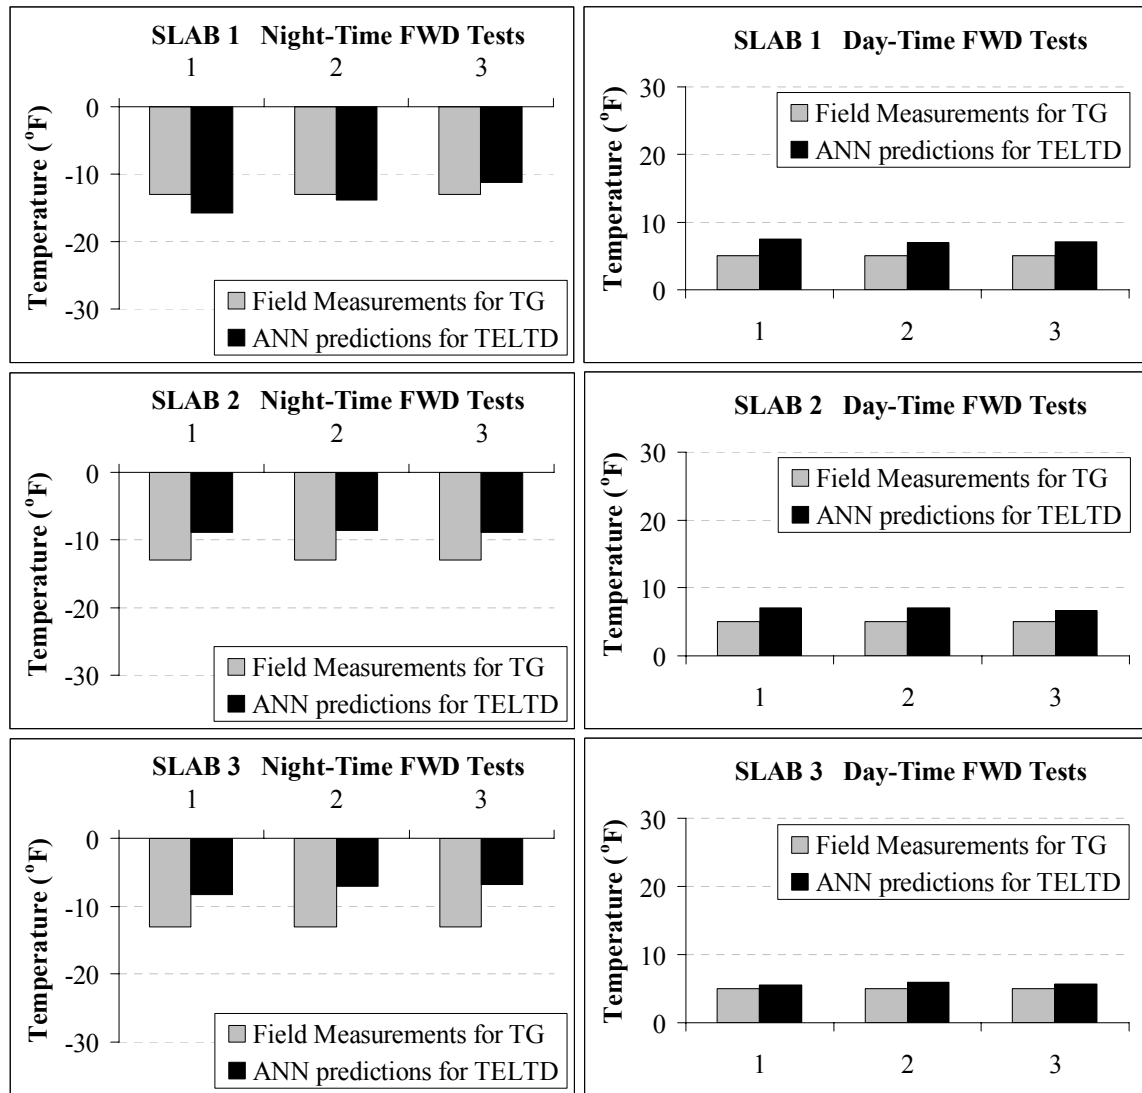 SLAB 1 Night-Time FWD Tests
1 2 3
Temperature (°F)
0
-10
-20
-30
Field Measurements for TG
ANN predictions for TELTD
SLAB 1 Day-Time FWD Tests
Temperature (°F)
30
20
10
0
Field Measurements for TG
ANN predictions for TELTD
1 2 3
SLAB 2 Night-Time FWD Tests
1 2 3
Temperature (°F)
0
-10
-20
-30
Field Measurements for TG
ANN predictions for TELTD
SLAB 2 Day-Time FWD Tests
Temperature (°F)
30
20
10
0
Field Measurements for TG
ANN predictions for TELTD
1 2 3
SLAB 3 Night-Time FWD Tests
1 2 3
Temperature (°F)
0
-10
-20
-30
Field Measurements for TG
ANN predictions for TELTD
SLAB 3 Day-Time FWD Tests
Temperature (°F)
30
20
10
0
Field Measurements for TG
ANN predictions for TELTD
1 2 3